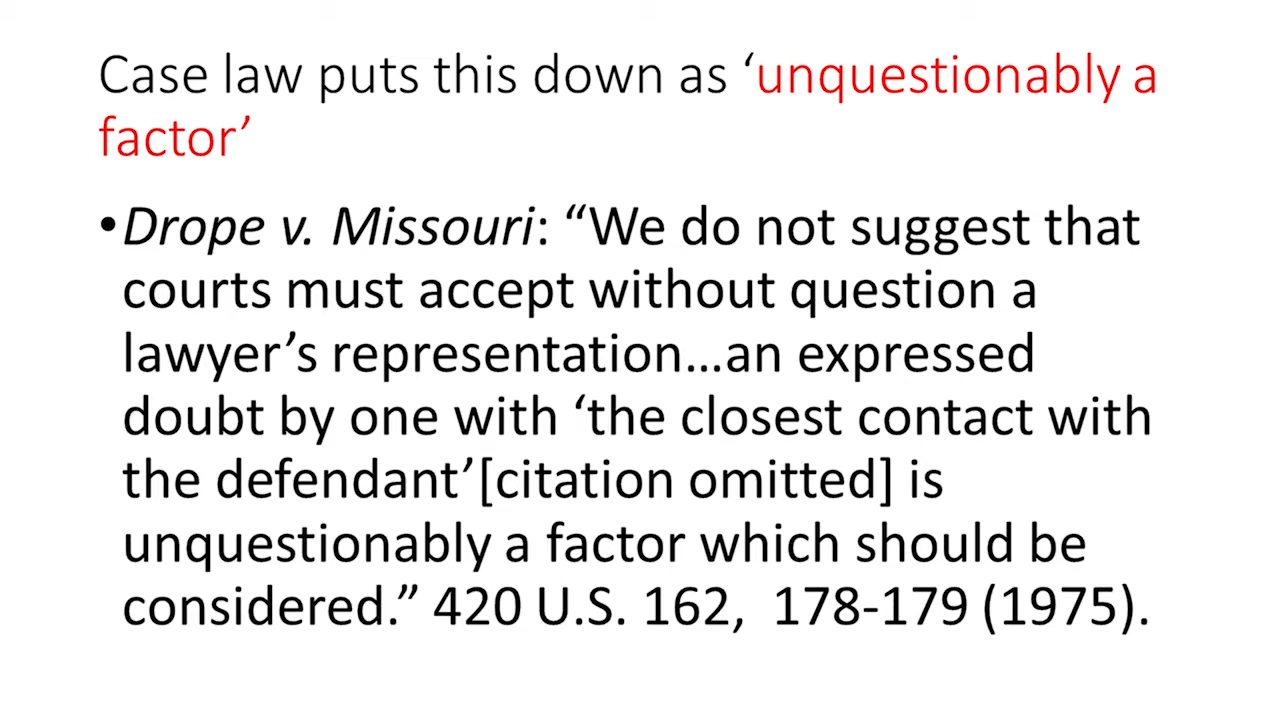 Case law puts this down as ‘unquestionably a
factor’
•Drope v. Missouri: “We do not suggest that
courts must accept without question a
lawyer’s representation…an expressed
doubt by one with ‘the closest contact with
the defendant’[citation omitted] is
unquestionably a factor which should be
considered.” 420 U.S. 162,  178-179 (1975).